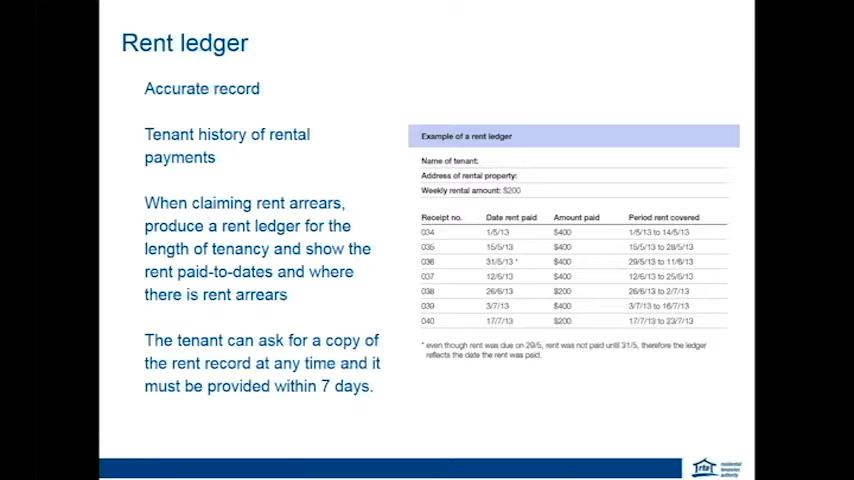 Rent ledger
Accurate record
Tenant history of rental
payments
When claiming rent arrears,
produce a rent ledger for the
length of tenancy and show the
rent paid-to-dates and where
there is rent arrears
The tenant can ask for a copy of
the rent record at any time and it
must be provided within 7 days.
Example of a rent ledger
Name of tenant:
Address of rental property:
Weekly rental amount: $200
Receipt no. Date rent paid Amount paid Period rent covered
034 1/5/13 $400 1/5/13 to 14/5/13
035 15/5/13 $400 15/5/13 to 28/5/13
036 31/5/13 * $400 29/5/13 to 11/6/13
037 12/6/13 $400 12/6/13 to 25/6/13
038 26/6/13 $200 26/6/13 to 2/7/13
039 3/7/13 $400 3/7/13 to 16/7/13
040 17/7/13 $200 17/7/13 to 23/7/13
* even though rent was due on 29/5, rent was not paid until 31/5, therefore the ledger
reflects the date the rent was paid.
rta
residential
tenancies
authority